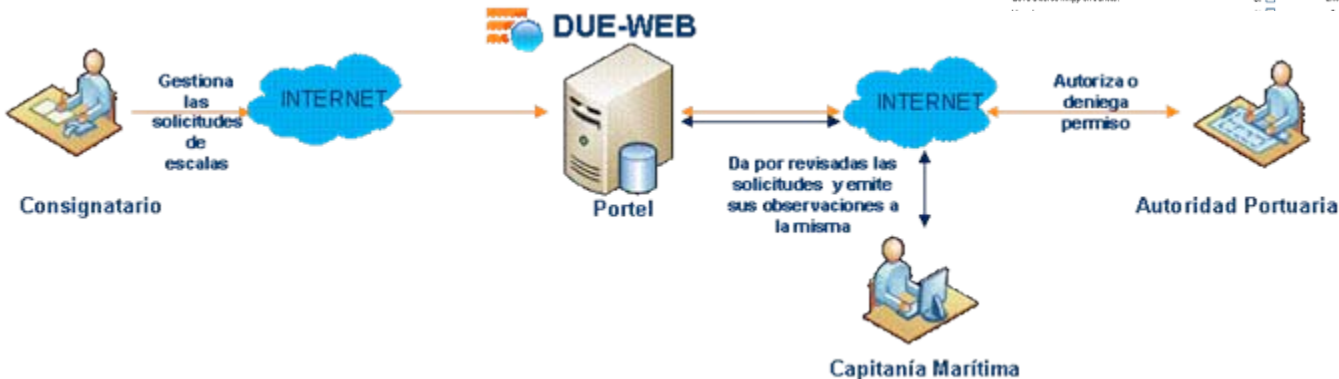 DUE-WEB
Gestiona
las
solicitudes
de
escalas
INTERNET
INTERNET
Autoriza o
deniega
permiso
Consignatario
Portel
Da por revisadas las
solicitudes y emite
sus observaciones a
la misma
Autoridad Portuaria
Capitanía Marítima